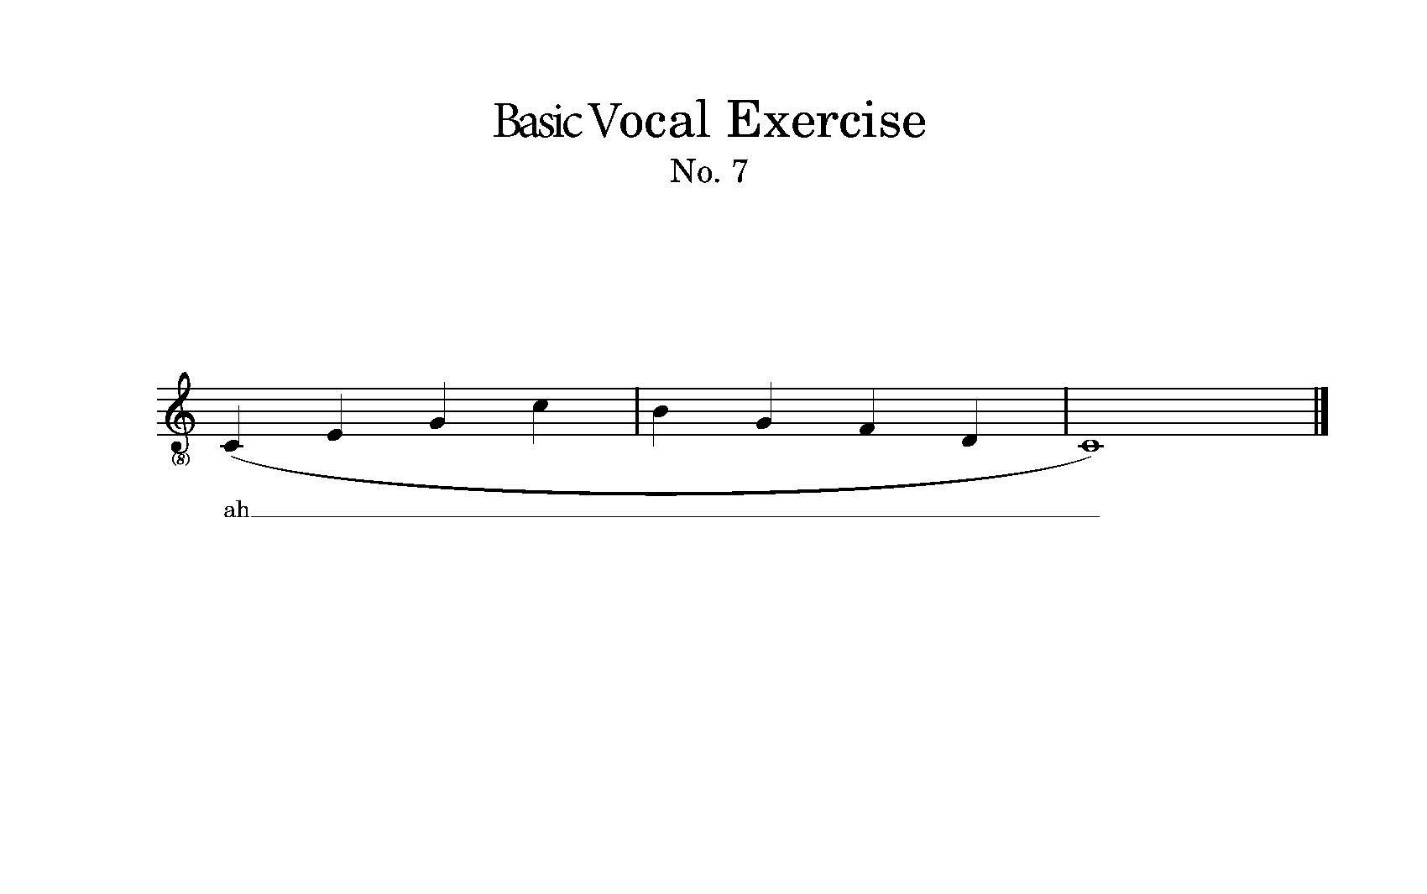 Basic Vocal Exercise
No. 7
(8)
ah